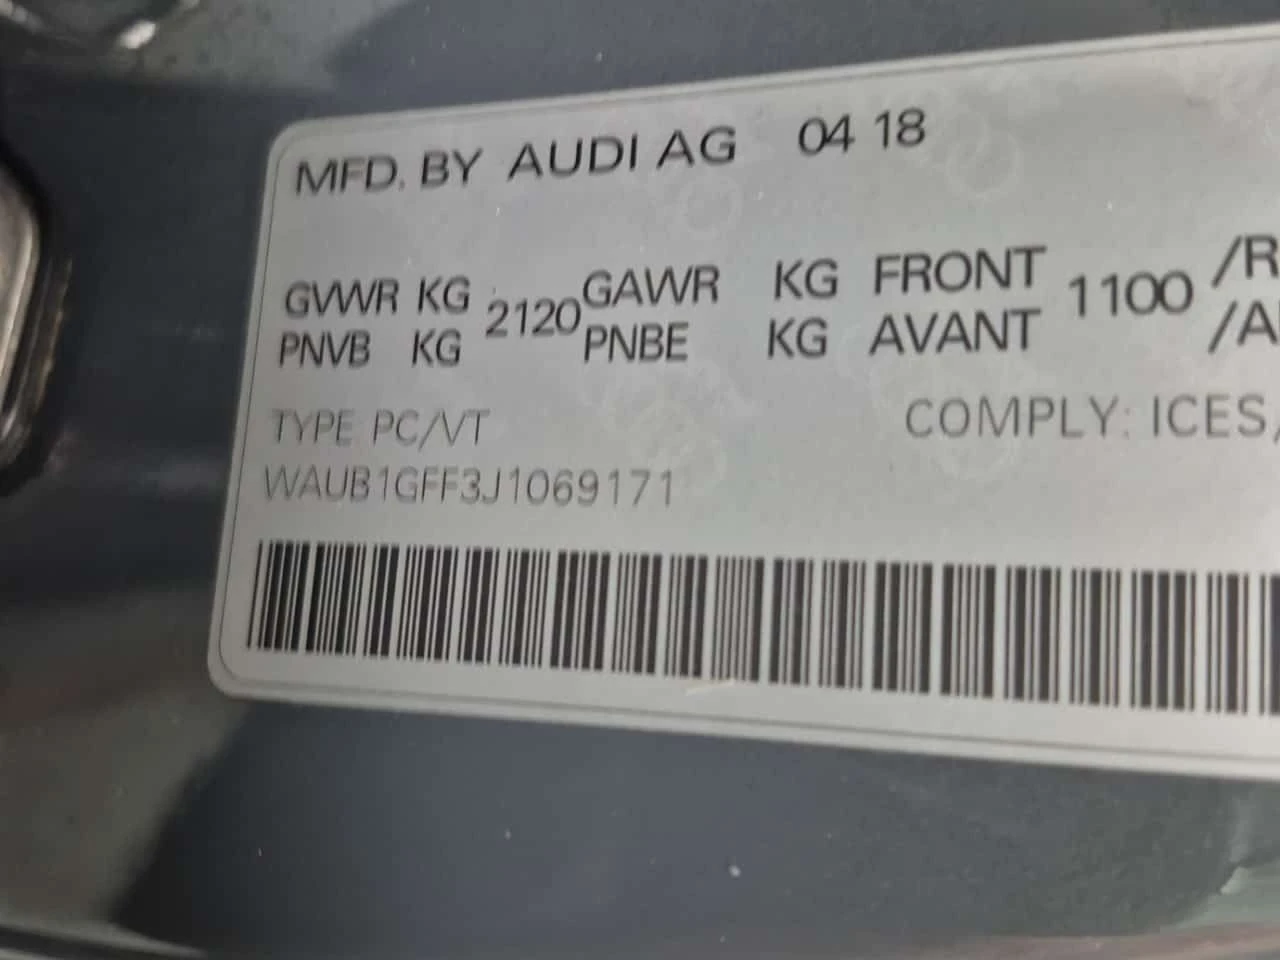 MFD. BY AUDI AG 04 18
GVWR KG 2120 GAWR KG FRONT 1100 /R
PNVB KG PNBE KG AVANT /A
TYPE PC/VT COMPLY: ICES/
WAUB1GFF3J1069171